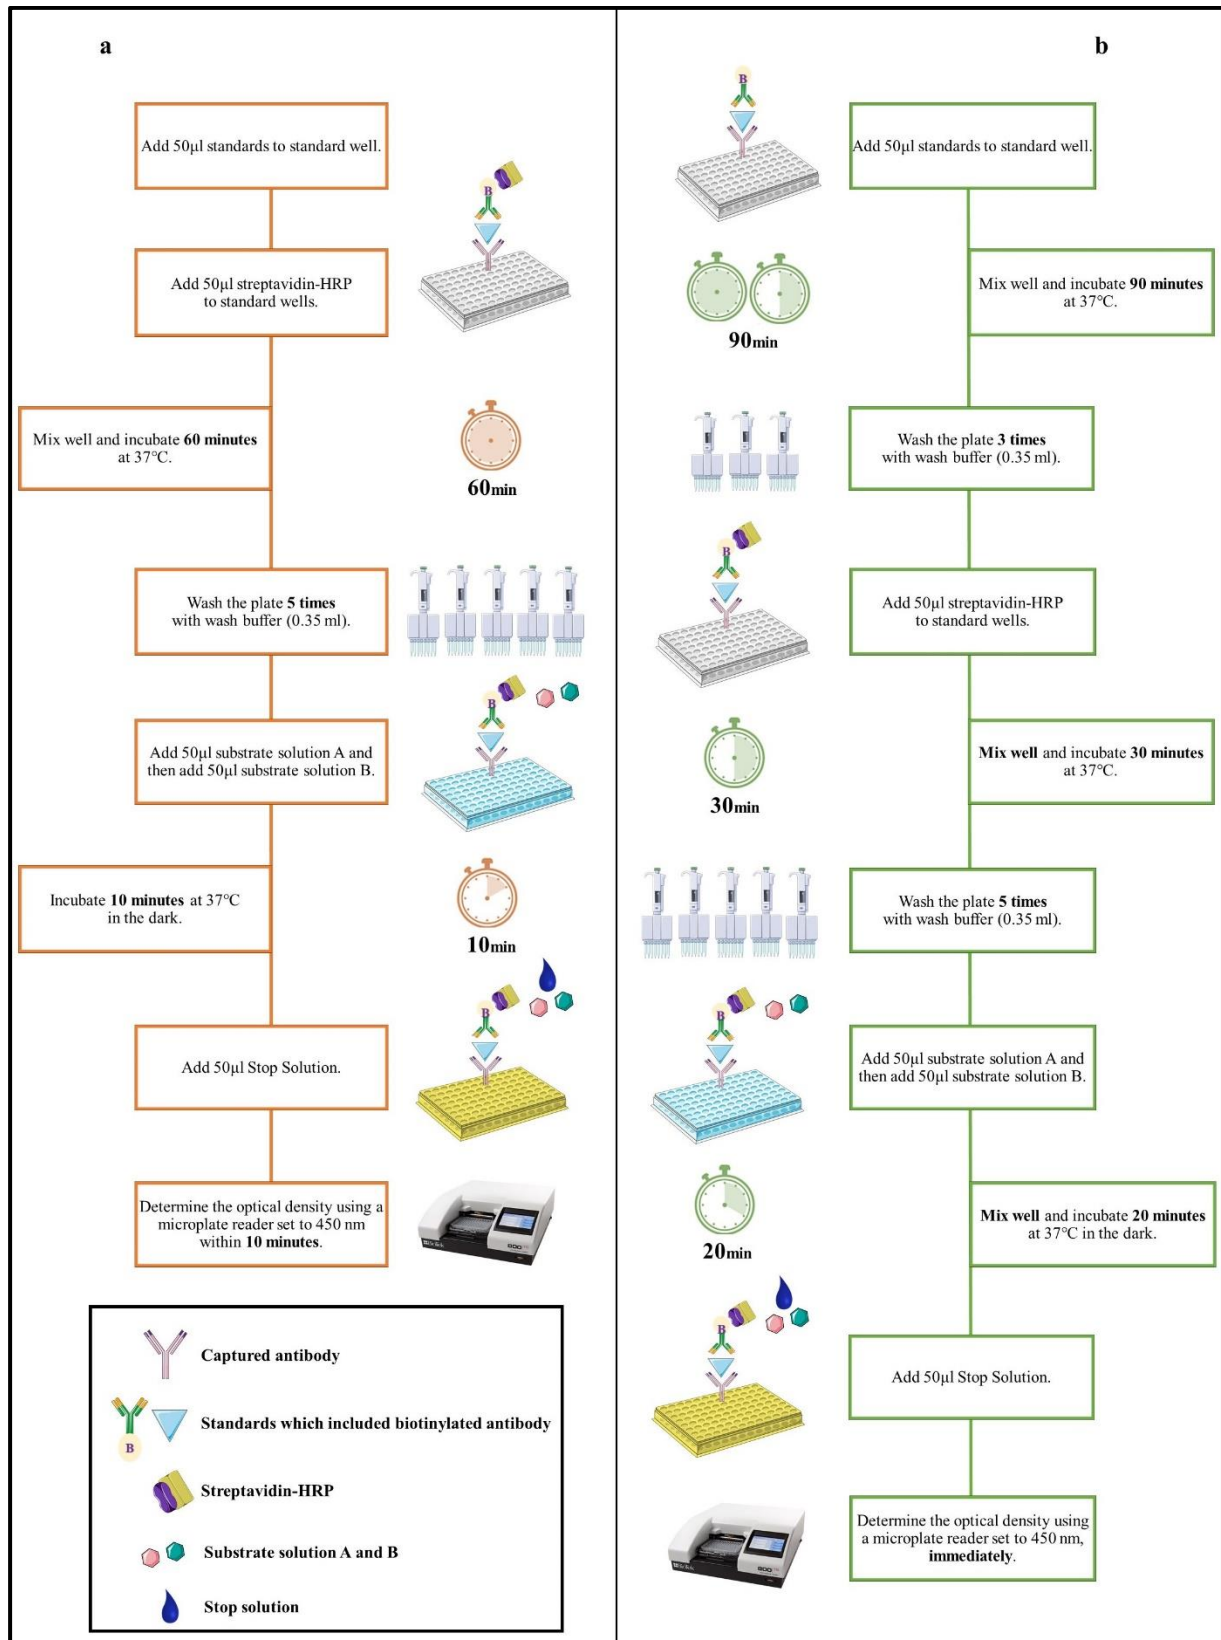 a
Add 50µl standards to standard well.
B
Add 50µl streptavidin-HRP
to standard wells.
Mix well and incubate 60 minutes
at 37°C.
60min
Wash the plate 5 times
with wash buffer (0.35 ml).
B
Add 50µl substrate solution A and
then add 50µl substrate solution B.
Incubate 10 minutes at 37°C
in the dark.
10min
B
Add 50µl Stop Solution.
Determine the optical density using a
microplate reader set to 450 nm
within 10 minutes.
800
Captured antibody
B
Standards which included biotinylated antibody
Streptavidin-HRP
Substrate solution A and B
Stop solution
b
B
Add 50µl standards to standard well.
Mix well and incubate 90 minutes
at 37°C.
90min
Wash the plate 3 times
with wash buffer (0.35 ml).
B
Add 50µl streptavidin-HRP
to standard wells.
Mix well and incubate 30 minutes
at 37°C.
30min
Wash the plate 5 times
with wash buffer (0.35 ml).
B
Add 50µl substrate solution A and
then add 50µl substrate solution B.
Mix well and incubate 20 minutes
at 37°C in the dark.
20min
B
Add 50µl Stop Solution.
Determine the optical density using
a microplate reader set to 450 nm,
immediately.
800